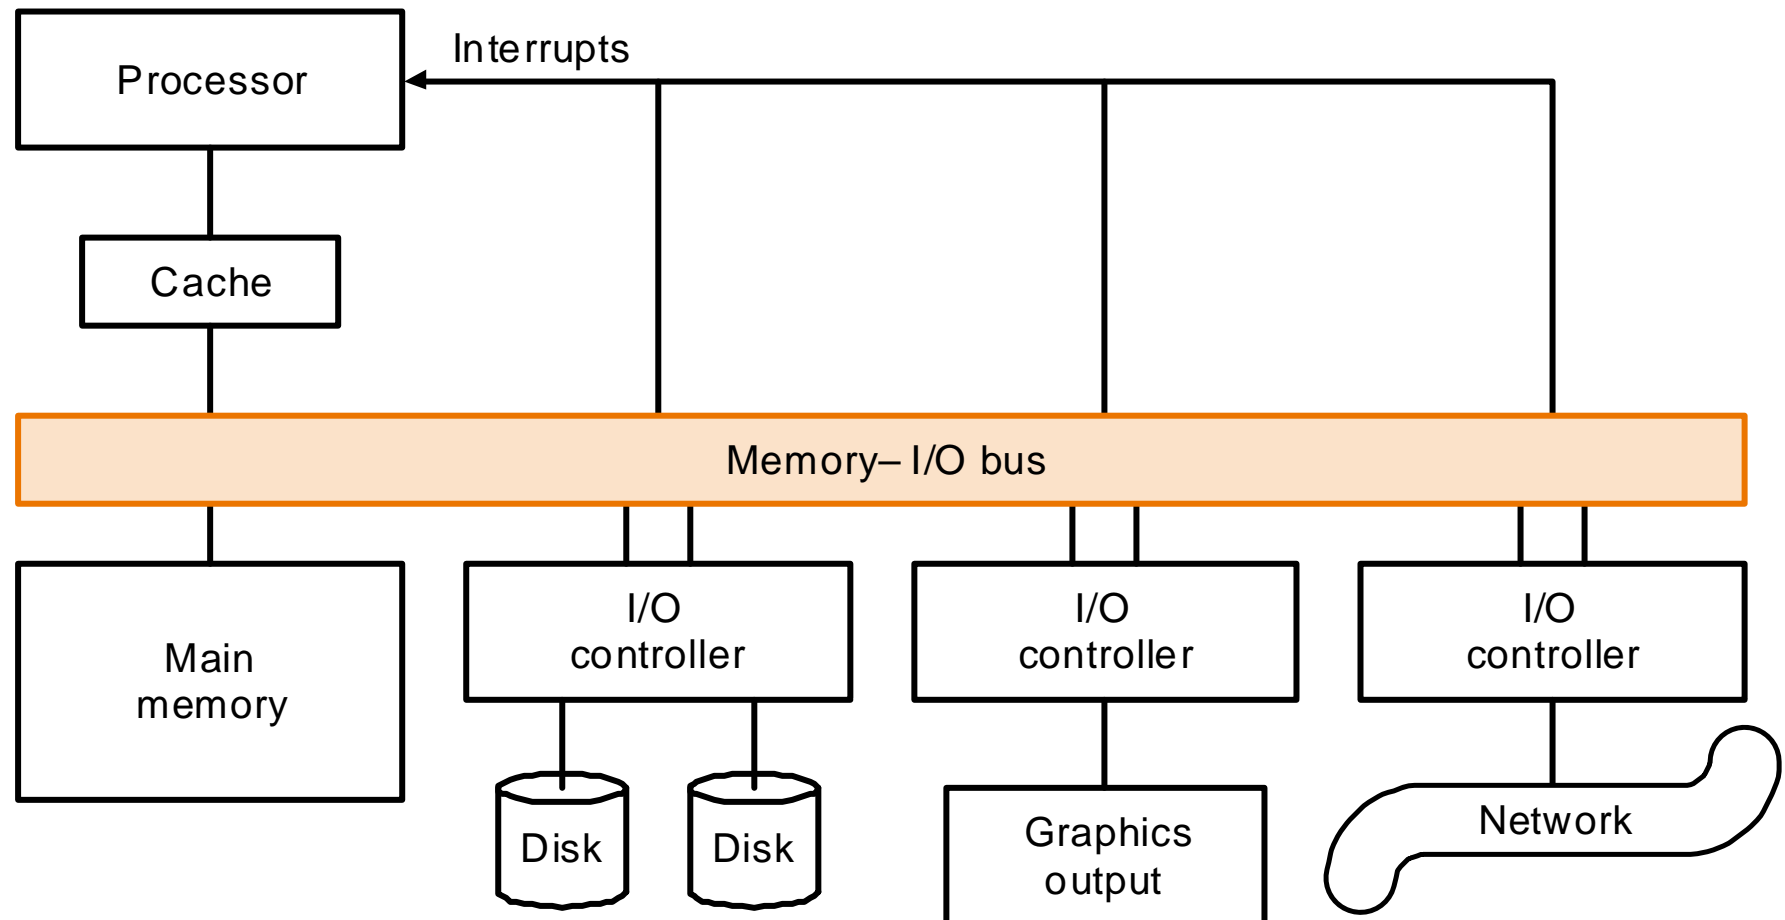 Interrupts
Processor
Cache
Memory– I/O bus
Main
memory
I/O
controller
I/O
controller
I/O
controller
Disk
Disk
Graphics
output
Network